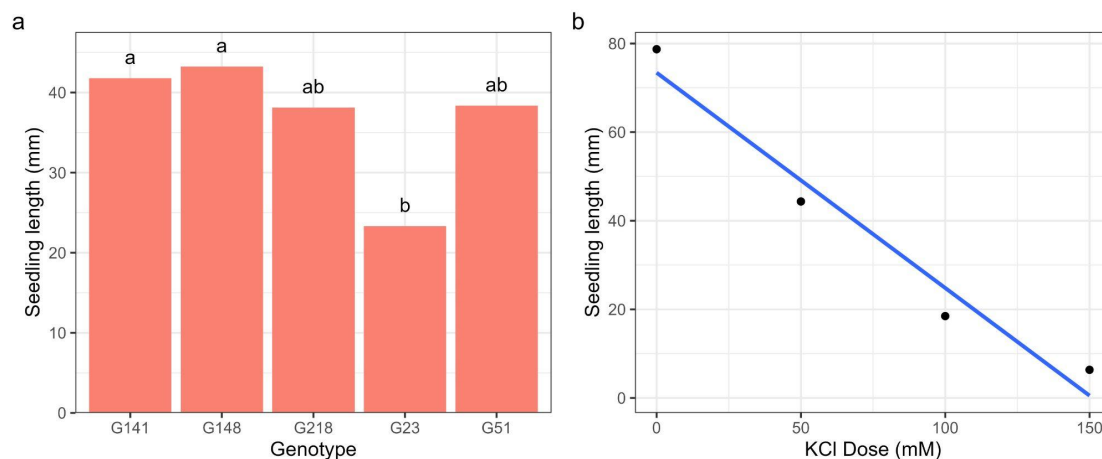 a
Seedling length (mm)
0
10
20
30
40
a
a
ab
b
ab
G141
G148
G218
G23
G51
Genotype
b
Seedling length (mm)
0
20
40
60
80
0
50
100
150
KCl Dose (mM)